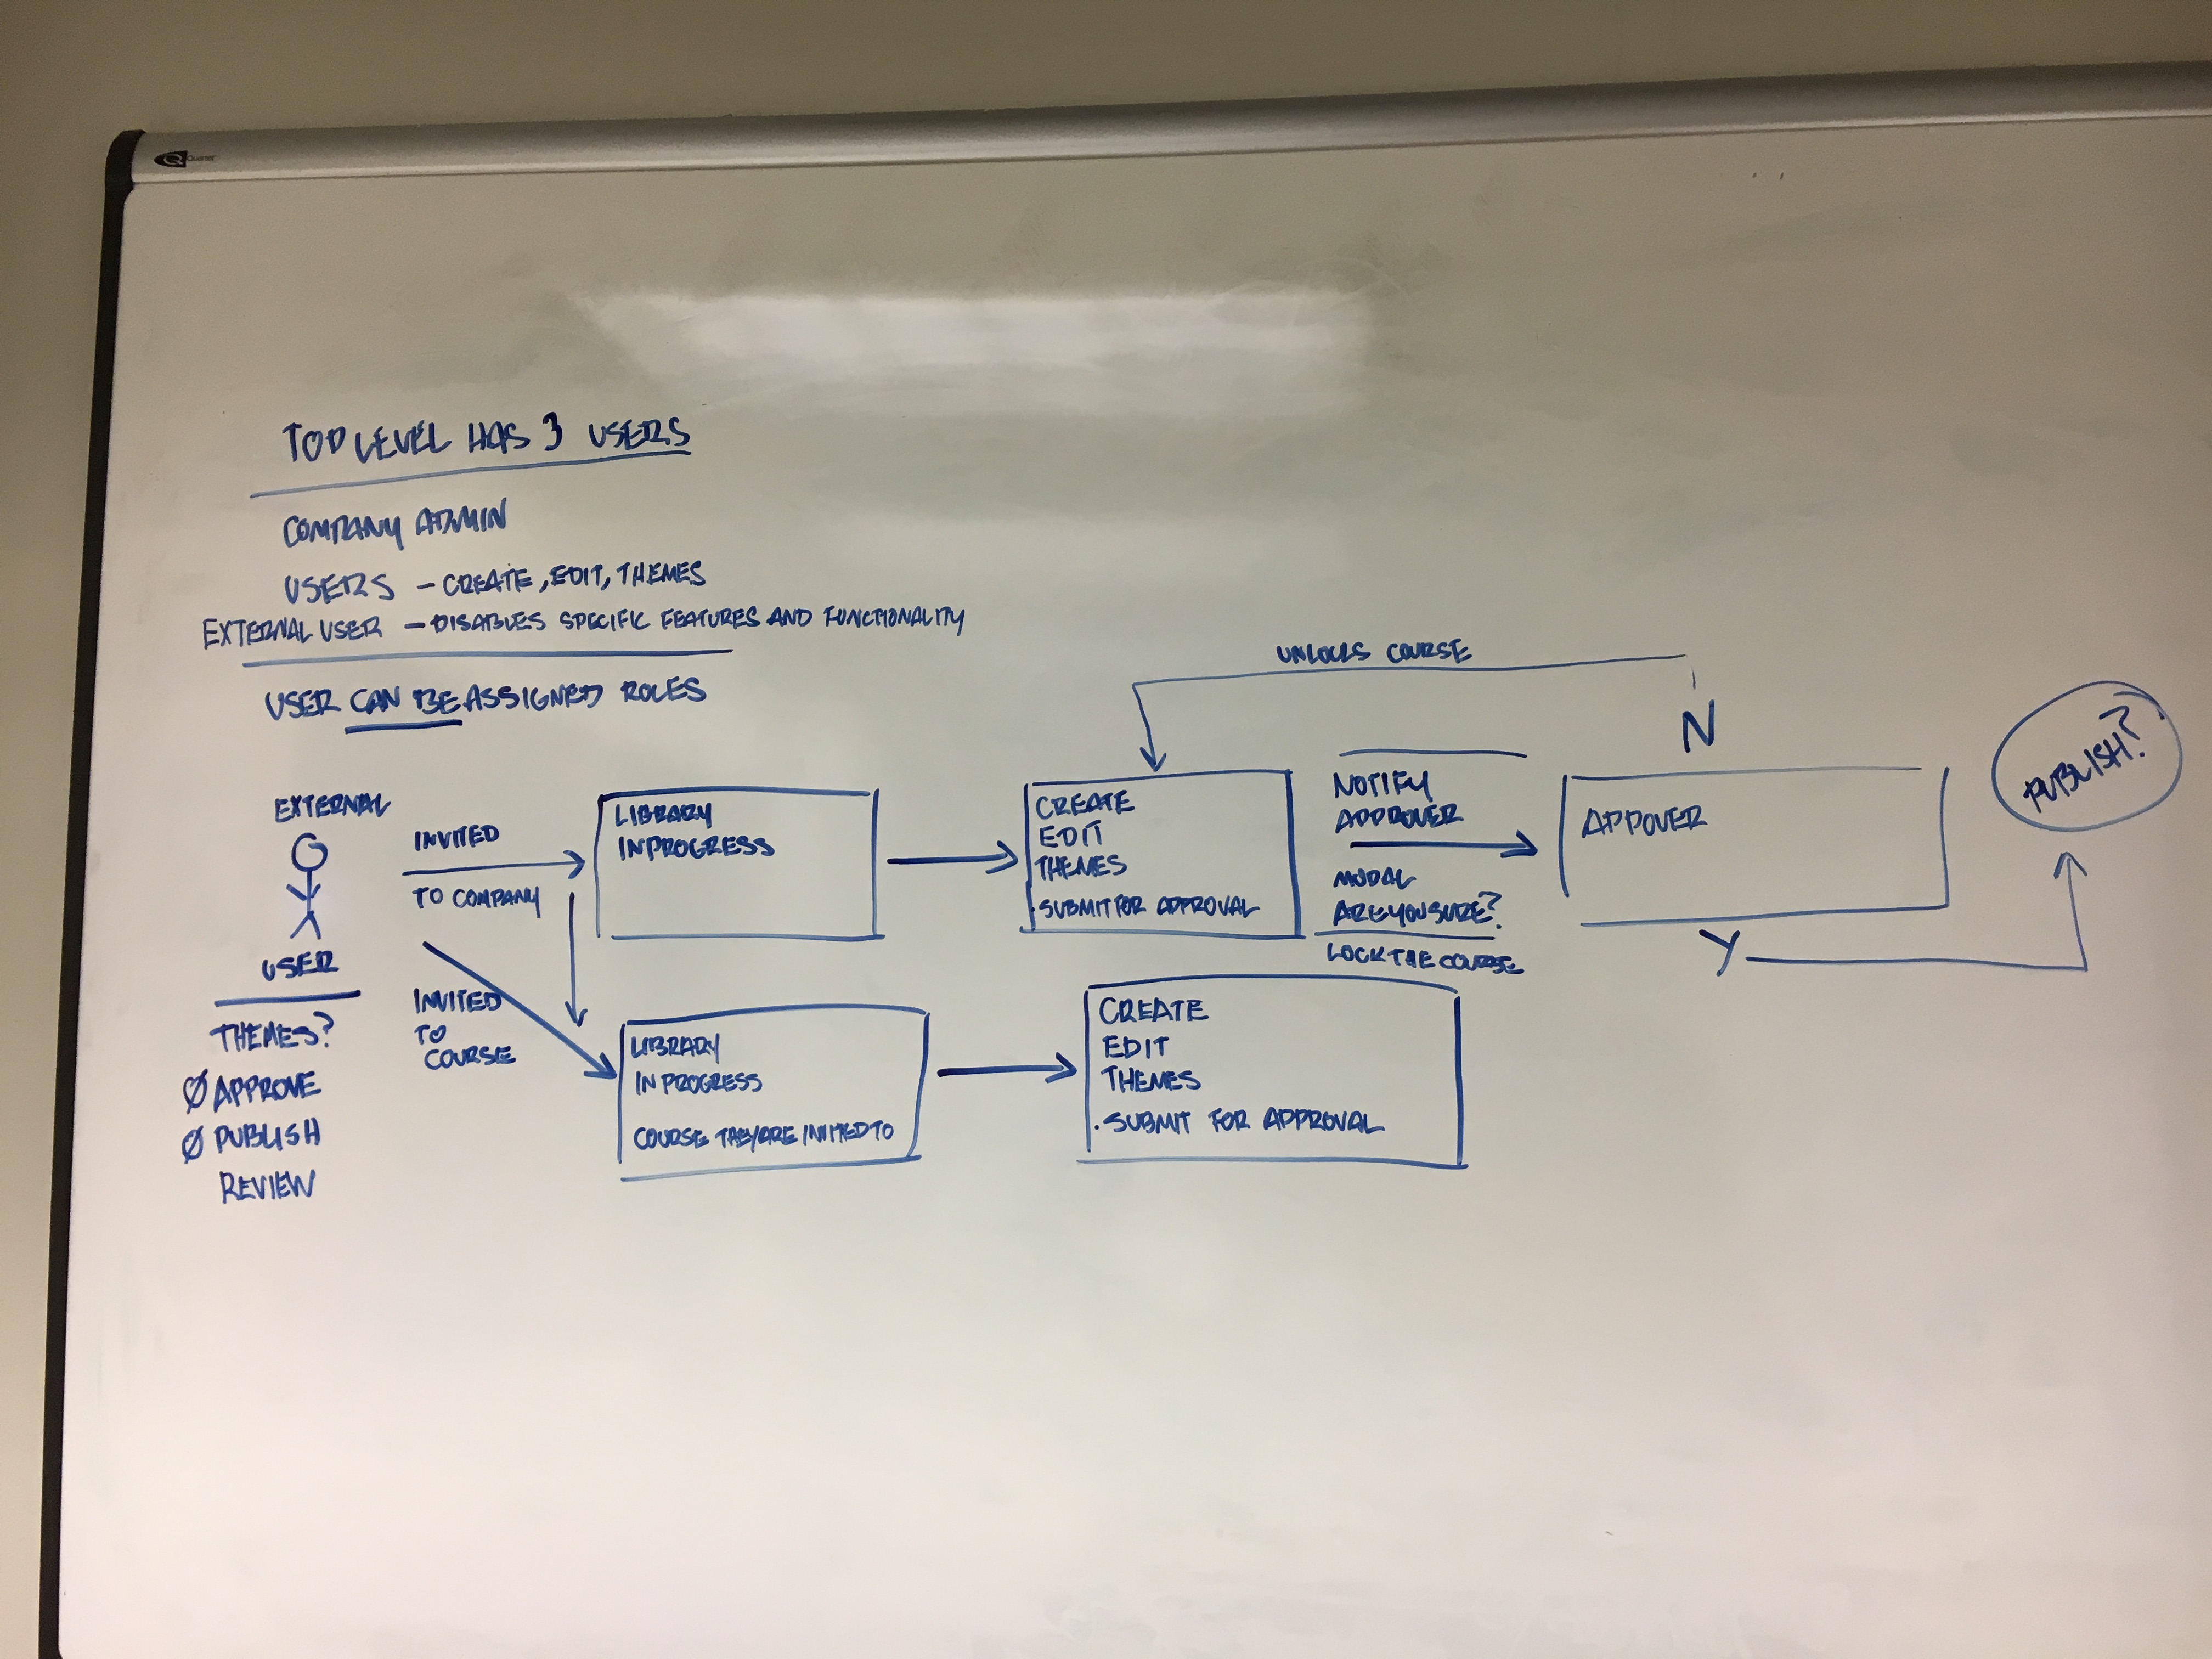 Quartet
TOP LEVEL HAS 3 USERS
COMPANY ADMIN
USERS - CREATE, EDIT, THEMES
EXTERNAL USER - DISABLES SPECIFIC FEATURES AND FUNCTIONALITY
USER CAN BE ASSIGNED ROLES
EXTERNAL
USER
THEMES?
Ø APPROVE
Ø PUBLISH
REVIEW
INVITED
TO COMPANY
INVITED
TO
COURSE
LIBRARY
IN PROGRESS
LIBRARY
IN PROGRESS
COURSE THEY ARE INVITED TO
UNLOCKS COURSE
CREATE
EDIT
THEMES
. SUBMIT FOR APPROVAL
CREATE
EDIT
THEMES
. SUBMIT FOR APPROVAL
NOTIFY
APPROVER
MODAL
ARE YOU SURE?
LOCK THE COURSE
N
APPOVER
Y
PUBLISH?